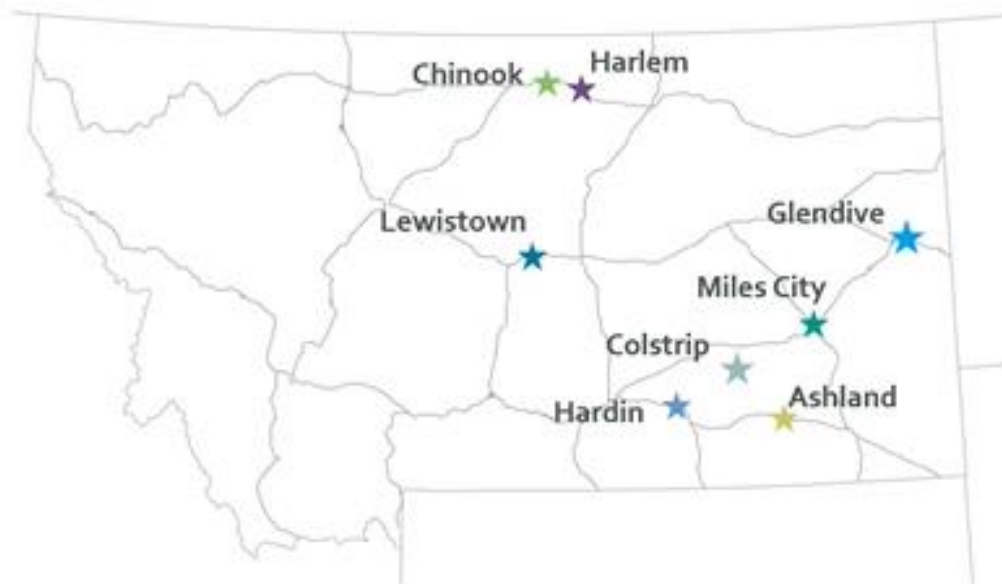 Chinook
Harlem
Lewistown
Glendive
Miles City
Colstrip
Hardin
Ashland